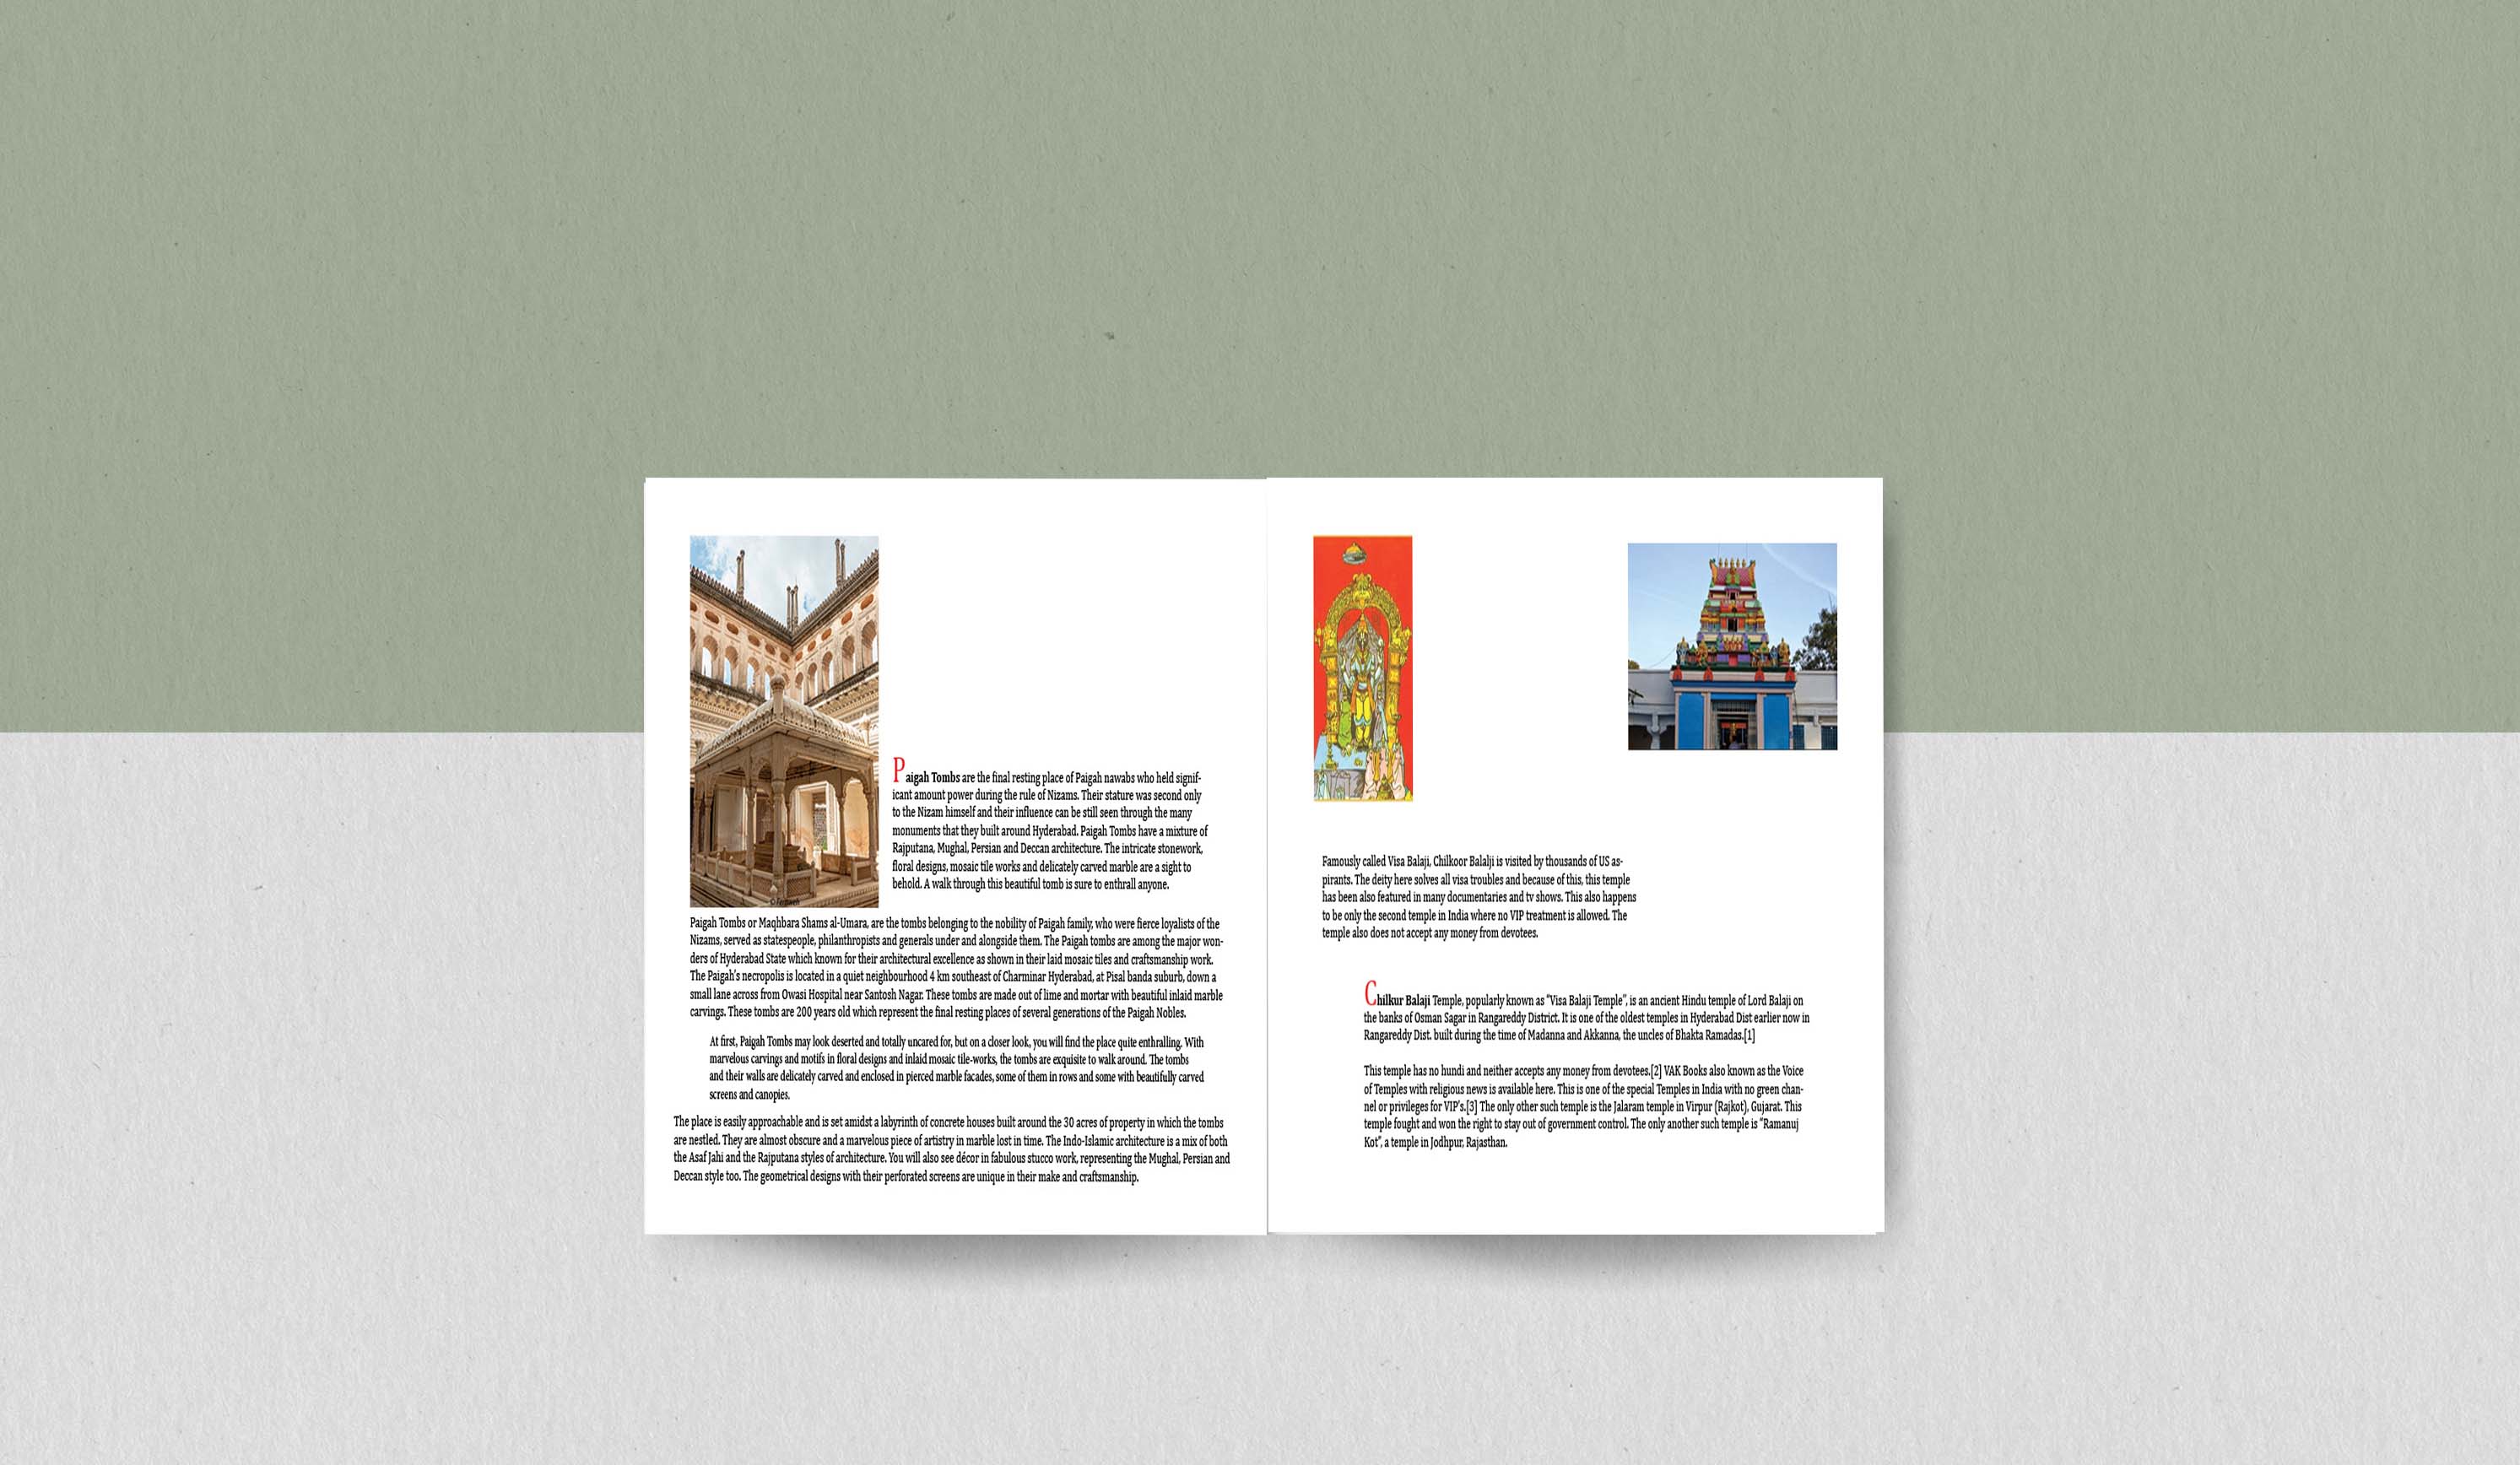 Paigah Tombs are the final resting place of Paigah nawabs who held signif-
icant amount power during the rule of Nizams. Their stature was second only
to the Nizam himself and their influence can be still seen through the many
monuments that they built around Hyderabad. Paigah Tombs have a mixture of
Rajputana, Mughal, Persian and Deccan architecture. The intricate stonework,
floral designs, mosaic tile works and delicately carved marble are a sight to
behold. A walk through this beautiful tomb is sure to enthrall anyone.
Paigah Tombs or Maqhbara Shams al-Umara, are the tombs belonging to the nobility of Paigah family, who were fierce loyalists of the
Nizams, served as statespeople, philanthropists and generals under and alongside them. The Paigah tombs are among the major won-
ders of Hyderabad State which known for their architectural excellence as shown in their laid mosaic tiles and craftsmanship work.
The Paigah's necropolis is located in a quiet neighbourhood 4 km southeast of Charminar Hyderabad, at Pisal banda suburb, down a
small lane across from Owasi Hospital near Santosh Nagar. These tombs are made out of lime and mortar with beautiful inlaid marble
carvings. These tombs are 200 years old which represent the final resting places of several generations of the Paigah Nobles.
At first, Paigah Tombs may look deserted and totally uncared for, but on a closer look, you will find the place quite enthralling. With
marvelous carvings and motifs in floral designs and inlaid mosaic tile-works, the tombs are exquisite to walk around. The tombs
and their walls are delicately carved and enclosed in pierced marble facades, some of them in rows and some with beautifully carved
screens and canopies.
The place is easily approachable and is set amidst a labyrinth of concrete houses built around the 30 acres of property in which the tombs
are nestled. They are almost obscure and a marvelous piece of artistry in marble lost in time. The Indo-Islamic architecture is a mix of both
the Asaf Jahi and the Rajputana styles of architecture. You will also see décor in fabulous stucco work, representing the Mughal, Persian and
Deccan style too. The geometrical designs with their perforated screens are unique in their make and craftsmanship.
Famously called Visa Balaji, Chilkoor Balalji is visited by thousands of US as-
pirants. The deity here solves all visa troubles and because of this, this temple
has been also featured in many documentaries and tv shows. This also happens
to be only the second temple in India where no VIP treatment is allowed. The
temple also does not accept any money from devotees.
Chilkur Balaji Temple, popularly known as "Visa Balaji Temple", is an ancient Hindu temple of Lord Balaji on
the banks of Osman Sagar in Rangareddy District. It is one of the oldest temples in Hyderabad Dist earlier now in
Rangareddy Dist. built during the time of Madanna and Akkanna, the uncles of Bhakta Ramadas.[1]
This temple has no hundi and neither accepts any money from devotees.[2] VAK Books also known as the Voice
of Temples with religious news is available here. This is one of the special Temples in India with no green chan-
nel or privileges for VIP's.[3] The only other such temple is the Jalaram temple in Virpur (Rajkot), Gujarat. This
temple fought and won the right to stay out of government control. The only another such temple is "Ramanuj
Kot", a temple in Jodhpur, Rajasthan.